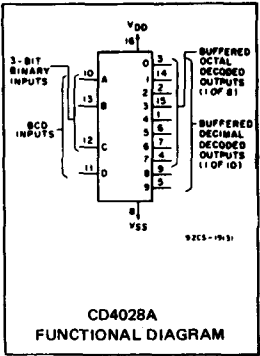 VDD
16
3-BIT
BINARY
INPUTS
BCD
INPUTS
10 A
13 B
12 C
11 D
0 3
1 14
2 2
3 15
4 1
5 6
6 7
7 4
8 9
9 5
BUFFERED
OCTAL
DECODED
OUTPUTS
(1 OF 8)
BUFFERED
DECIMAL
DECODED
OUTPUTS
(1 OF 10)
8
VSS
92CS-19131
CD4028A
FUNCTIONAL DIAGRAM